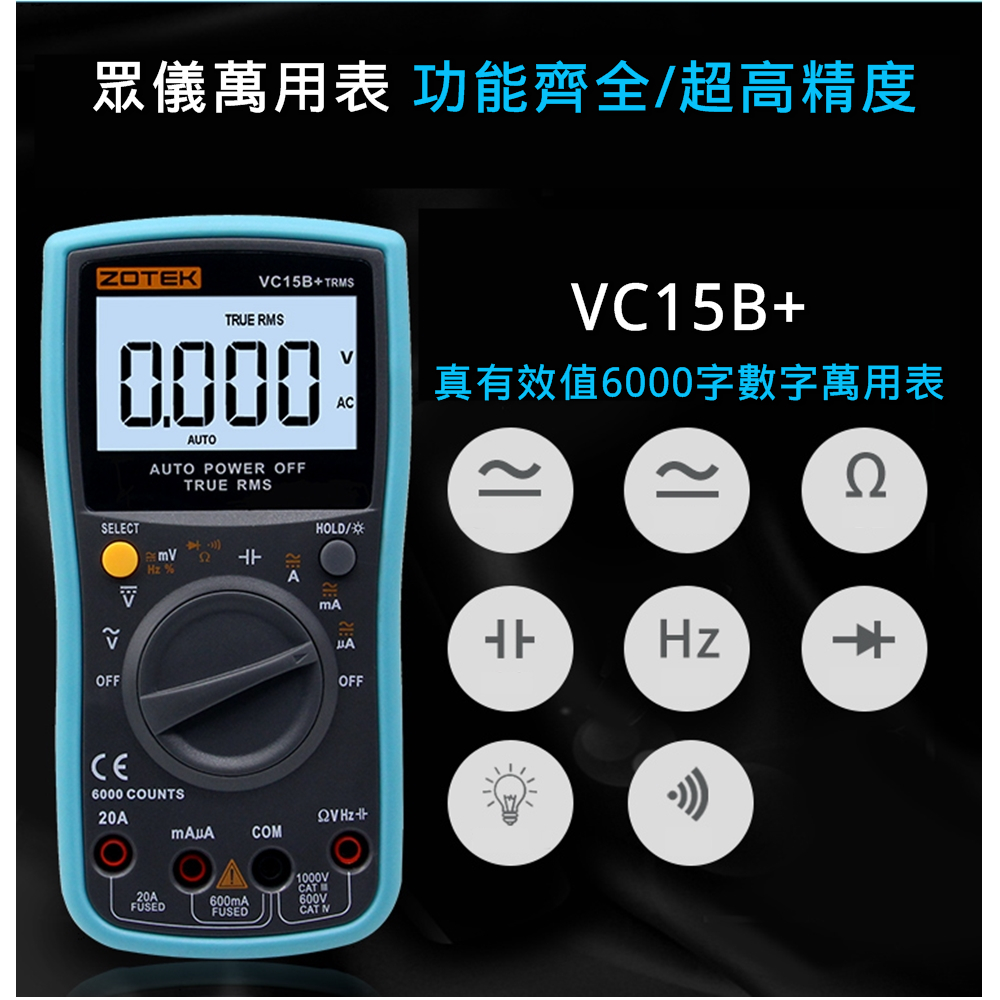 眾儀萬用表 功能齊全/超高精度
ZOTEK
VC15B+TRMS
TRUE RMS
0.000 V
AC
AUTO
AUTO POWER OFF
TRUE RMS
VC15B+
真有效值6000字數字萬用表
SELECT
HOLD/
mV
Hz %
Ω
A
mA
μA
V
V
OFF
OFF
Ω
Hz
CE
6000 COUNTS
20A
mAμA
COM
ΩVHz
20A
FUSED
600mA
FUSED
1000V
CAT III
600V
CAT IV